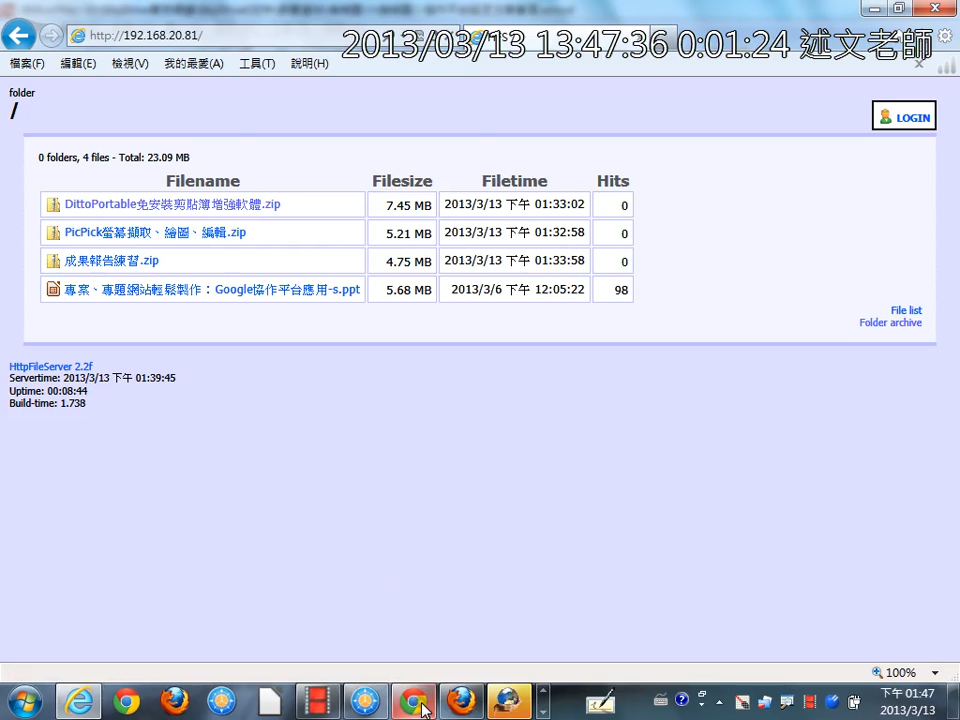 http://192.168.20.81/
2013/03/13 13:47:36 0:01:24 述文老師
檔案(F) 編輯(E) 檢視(V) 我的最愛(A) 工具(T) 說明(H)
folder
/
LOGIN
0 folders, 4 files - Total: 23.09 MB
Filename Filesize Filetime Hits
DittoPortable免安裝剪貼簿增強軟體.zip 7.45 MB 2013/3/13 下午 01:33:02 0
PicPick螢幕擷取、繪圖、編輯.zip 5.21 MB 2013/3/13 下午 01:32:58 0
成果報告練習.zip 4.75 MB 2013/3/13 下午 01:33:58 0
專案、專題網站輕鬆製作：Google協作平台應用-s.ppt 5.68 MB 2013/3/6 下午 12:05:22 98
File list
Folder archive
HttpFileServer 2.2f
Servertime: 2013/3/13 下午 01:39:45
Uptime: 00:08:44
Build-time: 1.738
100%
下午 01:47
2013/3/13